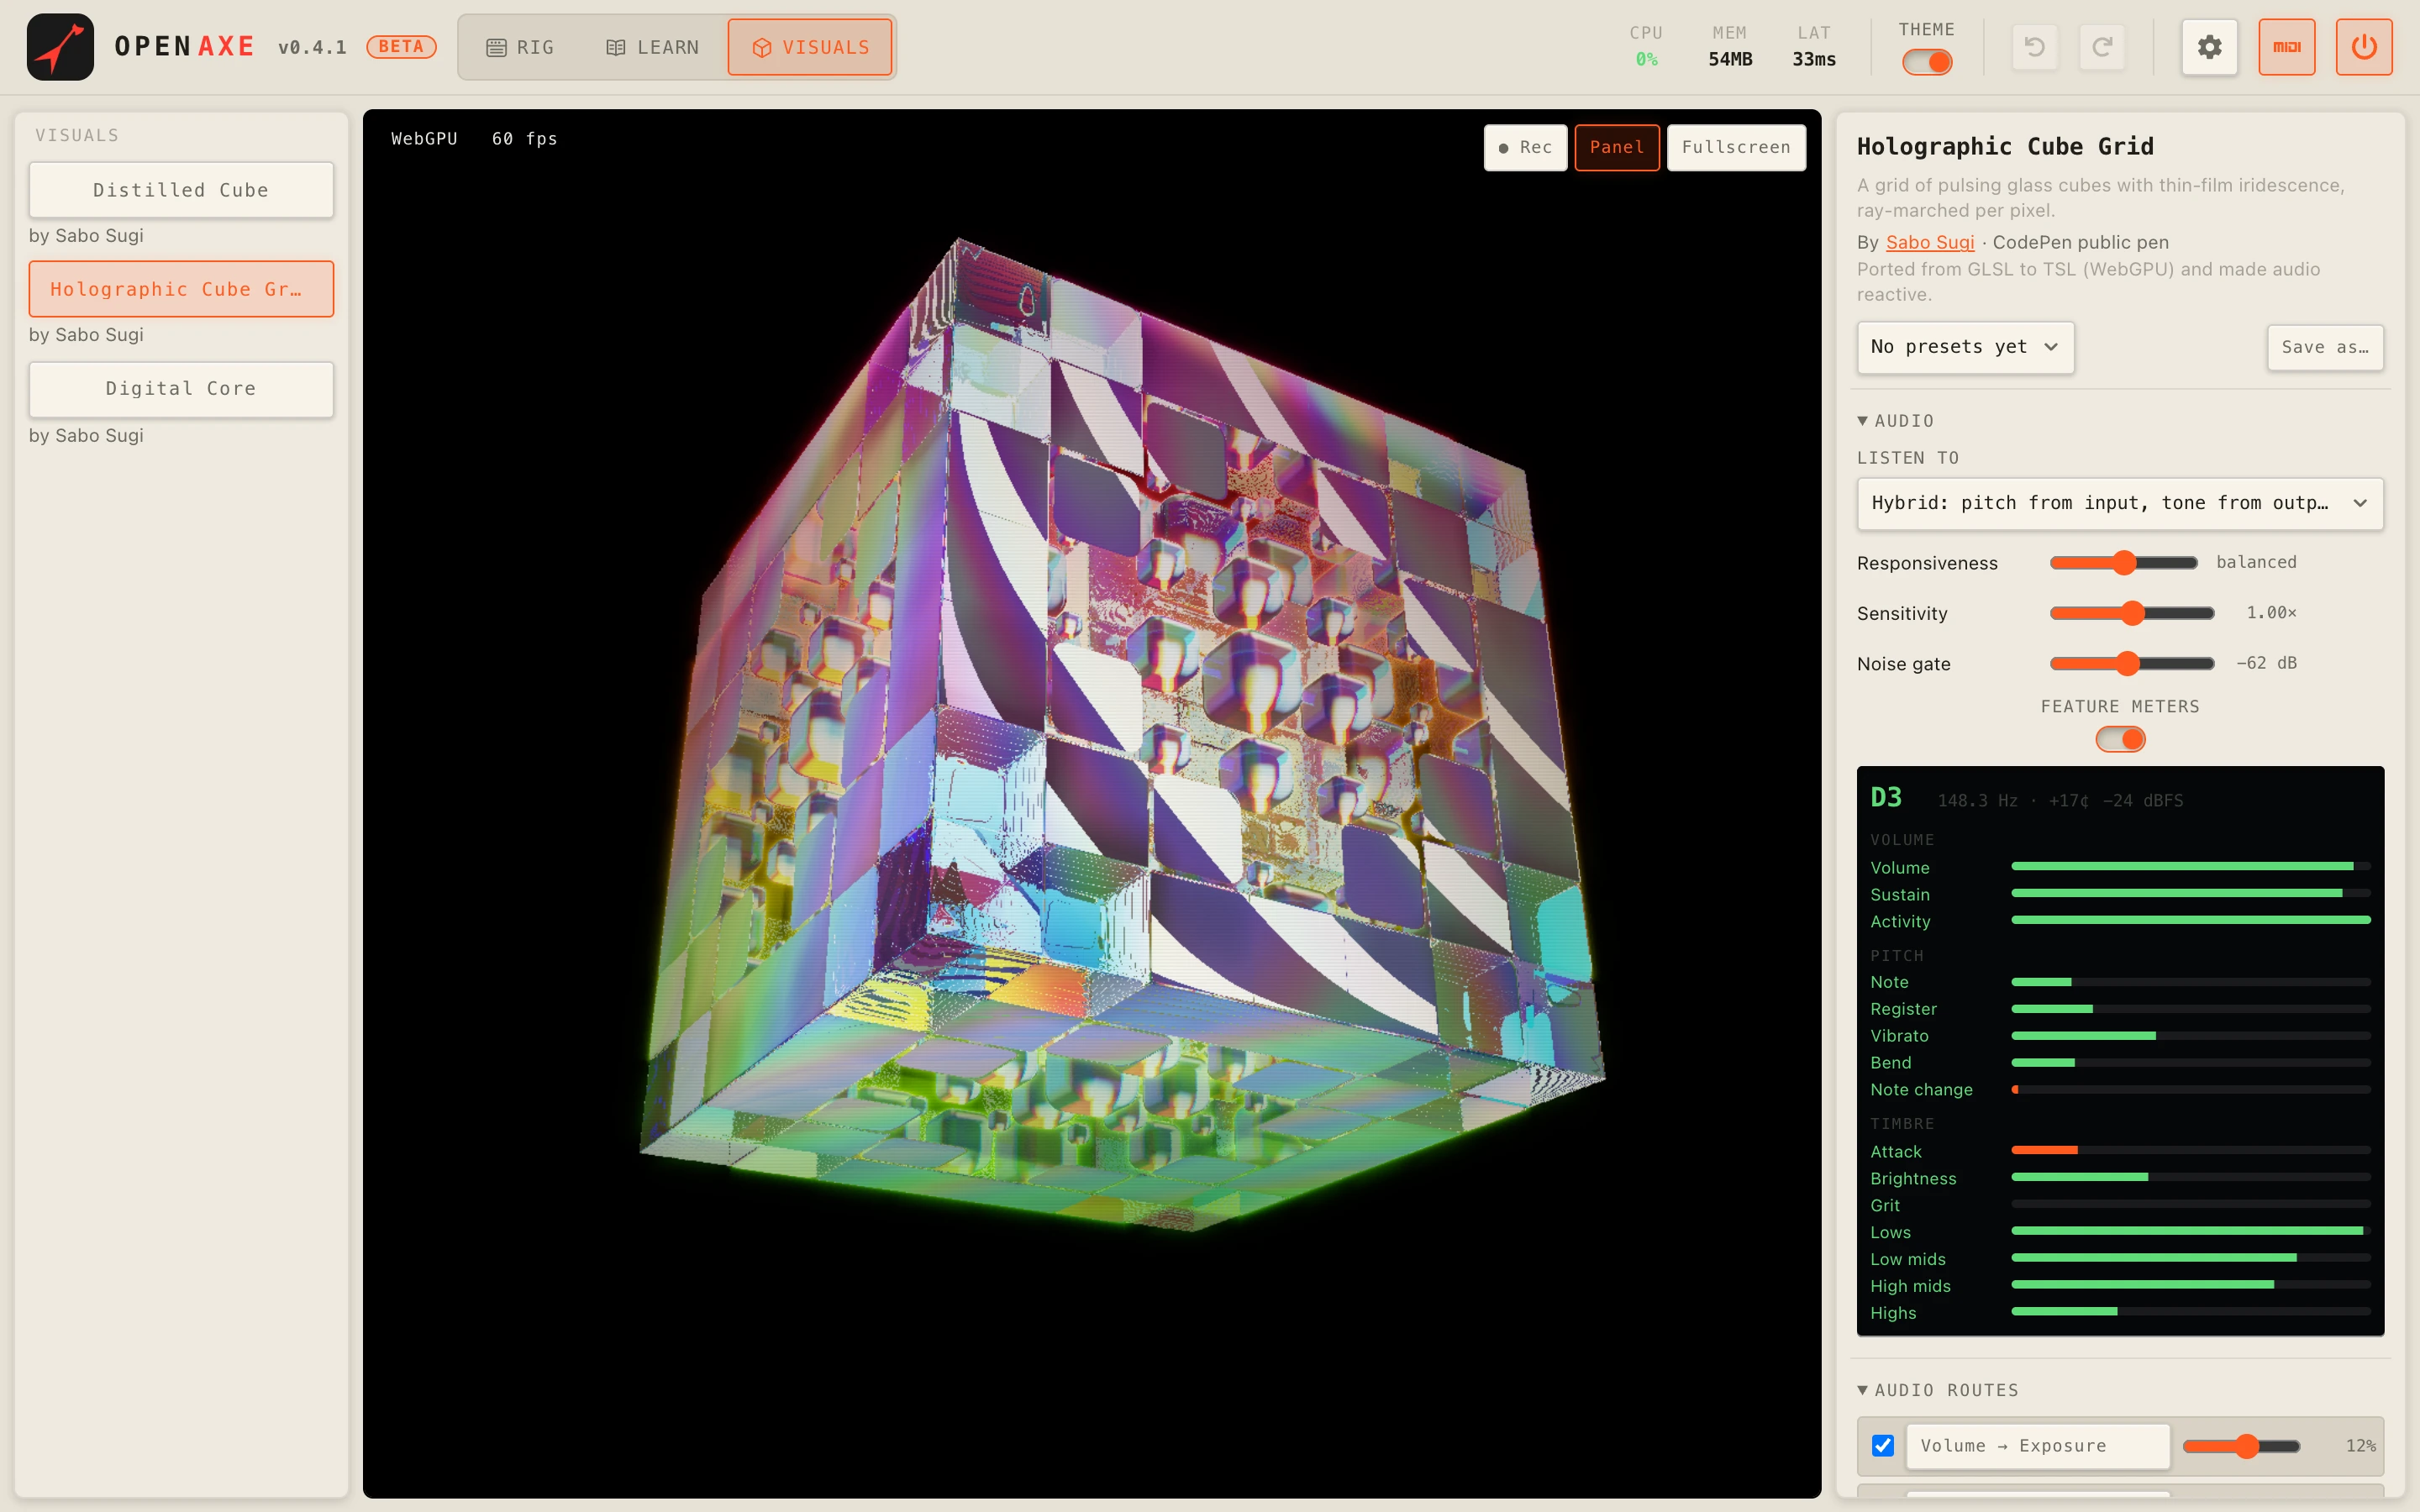 OPENAXE v0.4.1 BETA RIG LEARN VISUALS CPU MEM LAT THEME
0% 54MB 33ms MIDI
VISUALS
Distilled Cube
by Sabo Sugi
Holographic Cube Gr…
by Sabo Sugi
Digital Core
by Sabo Sugi
WebGPU 60 fps
● Rec Panel Fullscreen
Holographic Cube Grid
A grid of pulsing glass cubes with thin-film iridescence,
ray-marched per pixel.
By Sabo Sugi · CodePen public pen
Ported from GLSL to TSL (WebGPU) and made audio
reactive.
No presets yet Save as…
▼ AUDIO
LISTEN TO
Hybrid: pitch from input, tone from outp…
Responsiveness balanced
Sensitivity 1.00×
Noise gate −62 dB
FEATURE METERS
D3 148.3 Hz · +17¢ −24 dBFS
VOLUME
Volume
Sustain
Activity
PITCH
Note
Register
Vibrato
Bend
Note change
TIMBRE
Attack
Brightness
Grit
Lows
Low mids
High mids
Highs
▼ AUDIO ROUTES
Volume → Exposure 12%